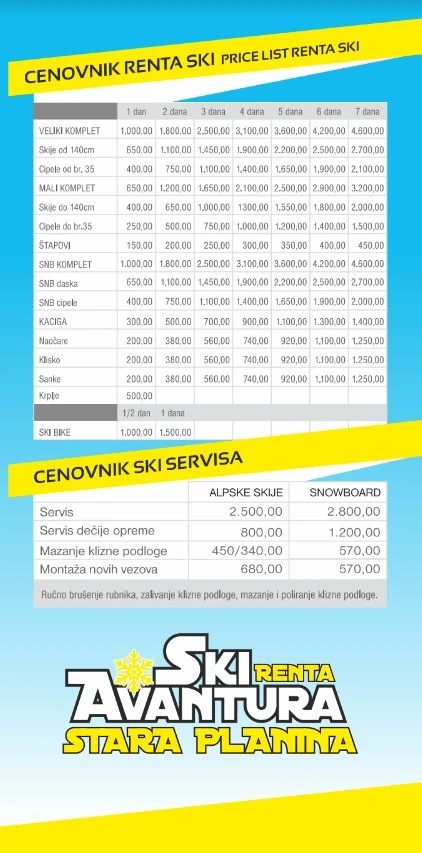 CENOVNIK RENTA SKI PRICE LIST RENTA SKI
1 dan 2 dana 3 dana 4 dana 5 dana 6 dana 7 dana
VELIKI KOMPLET 1.000,00 1.800,00 2.500,00 3.100,00 3.600,00 4.200,00 4.600,00
Skije od 140cm 650,00 1.100,00 1.450,00 1.900,00 2.200,00 2.500,00 2.700,00
Cipele od br. 35 400,00 750,00 1.100,00 1.400,00 1.650,00 1.900,00 2.100,00
MALI KOMPLET 650,00 1.200,00 1.650,00 2.100,00 2.500,00 2.900,00 3.200,00
Skije do 140cm 400,00 650,00 1.000,00 1300,00 1.550,00 1.800,00 2.000,00
Cipele do br.35 250,00 500,00 750,00 1.000,00 1.200,00 1.400,00 1.500,00
ŠTAPOVI 150,00 200,00 250,00 300,00 350,00 400,00 450,00
SNB KOMPLET 1.000,00 1.800,00 2.500,00 3.100,00 3.600,00 4.200,00 4.600,00
SNB daska 650,00 1,100,00 1,450,00 1,900,00 2,200,00 2,500,00 2,700,00
SNB cipele 400,00 750,00 1.100,00 1.400,00 1.650,00 1.900,00 2.000,00
KACIGA 300,00 500,00 700,00 900,00 1.100,00 1.300,00 1.400,00
Naočare 200,00 380,00 560,00 740,00 920,00 1,100,00 1,250,00
Klisko 200,00 380,00 560,00 740,00 920,00 1,100,00 1,250,00
Sanke 200,00 380,00 560,00 740,00 920,00 1,100,00 1,250,00
Krplje 500,00
1/2 dan 1 dana
SKI BIKE 1.000,00 1.500,00
CENOVNIK SKI SERVISA
ALPSKE SKIJE SNOWBOARD
Servis 2.500,00 2.800,00
Servis dečije opreme 800,00 1.200,00
Mazanje klizne podloge 450/340,00 570,00
Montaža novih vezova 680,00 570,00
Ručno brušenje rubnika, zalivanje klizne podloge, mazanje i poliranje klizne podloge.
SKI RENTA
AVANTURA
STARA PLANINA